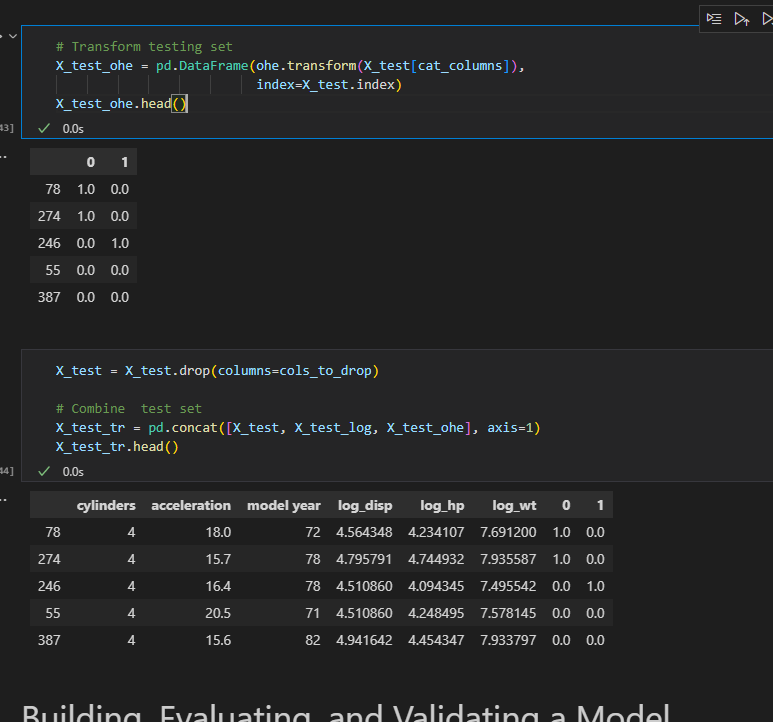 # Transform testing set
X_test_ohe = pd.DataFrame(ohe.transform(X_test[cat_columns]),
index=X_test.index)
X_test_ohe.head()
43]
0.0s
0 1
78 1.0 0.0
274 1.0 0.0
246 0.0 1.0
55 0.0 0.0
387 0.0 0.0
X_test = X_test.drop(columns=cols_to_drop)
# Combine  test set
X_test_tr = pd.concat([X_test, X_test_log, X_test_ohe], axis=1)
X_test_tr.head()
44]
0.0s
cylinders acceleration model year log_disp log_hp log_wt 0 1
78 4 18.0 72 4.564348 4.234107 7.691200 1.0 0.0
274 4 15.7 78 4.795791 4.744932 7.935587 1.0 0.0
246 4 16.4 78 4.510860 4.094345 7.495542 0.0 1.0
55 4 20.5 71 4.510860 4.248495 7.578145 0.0 0.0
387 4 15.6 82 4.941642 4.454347 7.933797 0.0 0.0
Building, Evaluating, and Validating a Model